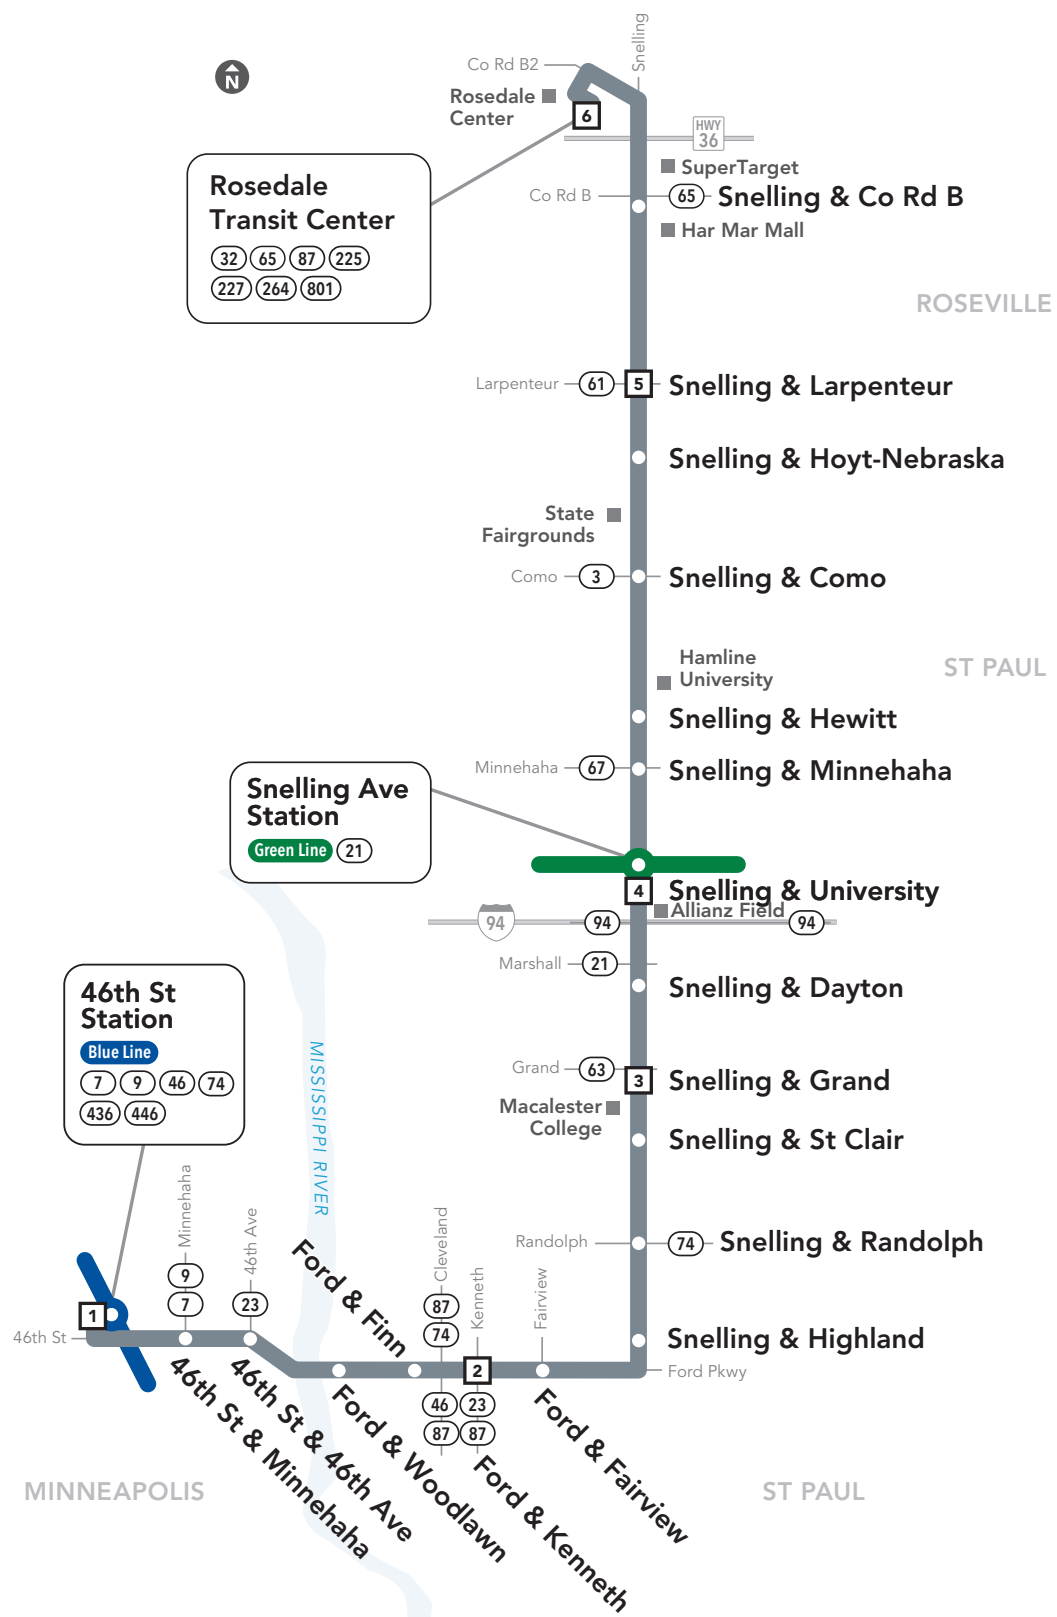 Snelling
Co Rd B2
N
Rosedale
Center
6
HWY
36
SuperTarget
Rosedale
Transit Center
32 65 87 225
227 264 801
Co Rd B
65 Snelling & Co Rd B
Har Mar Mall
ROSEVILLE
Larpenteur 61 5 Snelling & Larpenteur
Snelling & Hoyt-Nebraska
State
Fairgrounds
Como 3 Snelling & Como
Hamline
University
ST PAUL
Snelling & Hewitt
Minnehaha 67 Snelling & Minnehaha
Snelling Ave
Station
Green Line 21
4 Snelling & University
Allianz Field
94 94 94
Marshall 21
Snelling & Dayton
46th St
Station
Blue Line
7 9 46 74
436 446
MISSISSIPPI RIVER
Grand 63
3 Snelling & Grand
Macalester
College
Snelling & St Clair
Minnehaha
9
7
46th Ave
23
Randolph 74 Snelling & Randolph
Ford & Finn
Cleveland
87
74
Kenneth
Fairview
1
46th St
Snelling & Highland
2
Ford Pkwy
46 23
87 87
46th St & Minnehaha
46th St & 46th Ave
Ford & Woodlawn
Ford & Kenneth
Ford & Fairview
MINNEAPOLIS
ST PAUL